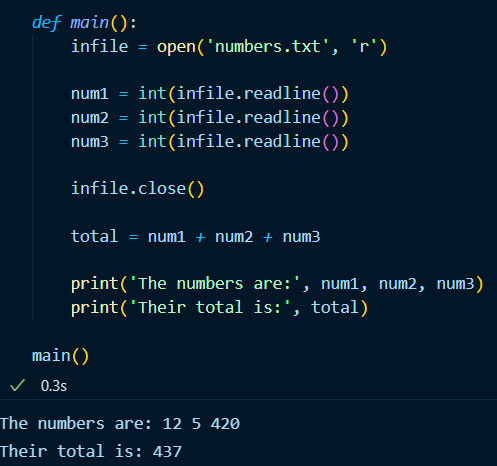 def main():
    infile = open('numbers.txt', 'r')
    num1 = int(infile.readline())
    num2 = int(infile.readline())
    num3 = int(infile.readline())
    infile.close()
    total = num1 + num2 + num3
    print('The numbers are:', num1, num2, num3)
    print('Their total is:', total)
main()
0.3s
The numbers are: 12 5 420
Their total is: 437